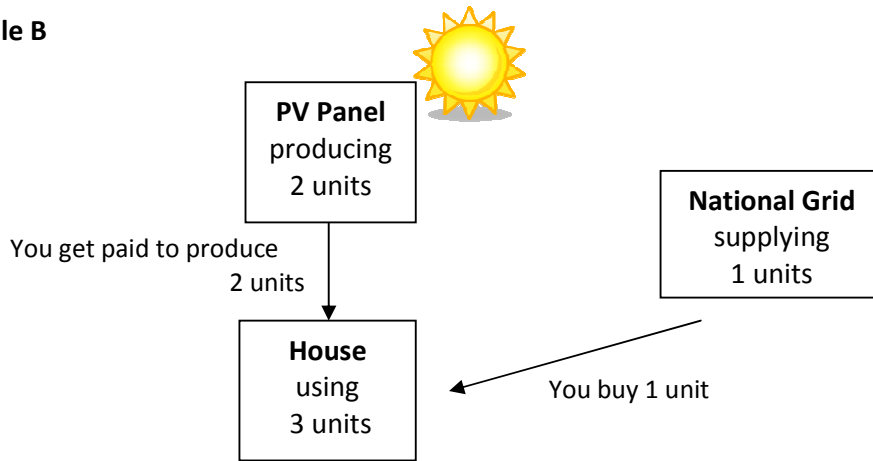 le B
PV Panel
producing
2 units
National Grid
supplying
1 units
You get paid to produce
2 units
House
using
3 units
You buy 1 unit